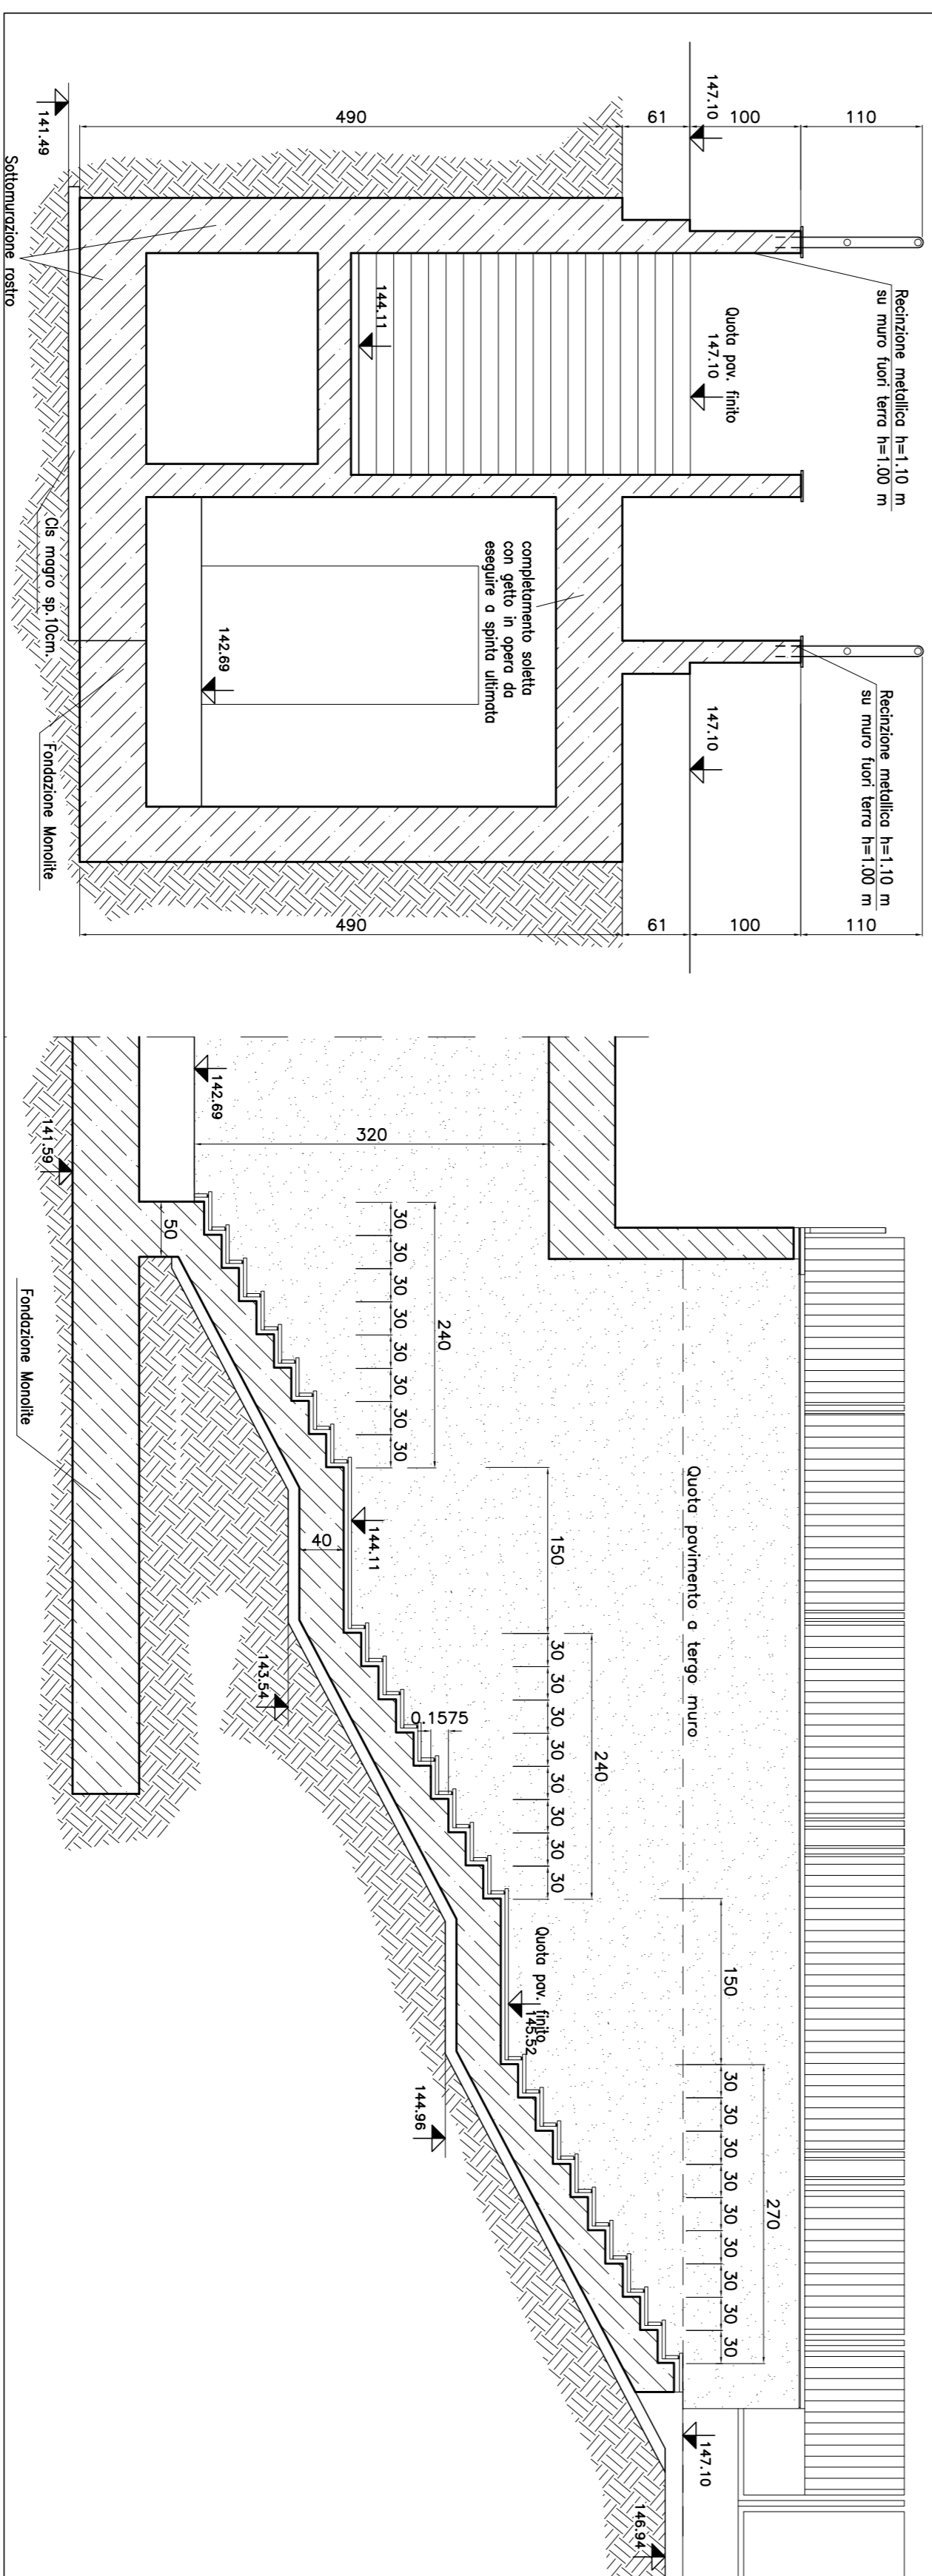 Recinzione metallica h=1.10 m
su muro fuori terra h=1.00 m
Recinzione metallica h=1.10 m
su muro fuori terra h=1.00 m
110
100
61
490
147.10
Quota pav. finito
147.10
144.11
147.10
110
100
61
490
completamento soletta
con getto in opera da
eseguire a spinta ultimata
142.69
141.49
Sottomurazione rostro
Cls magro sp.10cm.
Fondazione Monolite
Quota pavimento a tergo muro
320
142.69
141.59
50
240
30 30 30 30 30 30 30 30
150
144.11
40
143.54
240
30 30 30 30 30 30 30 30
0.1575
150
Quota pav. finito
145.52
144.96
270
30 30 30 30 30 30 30 30 30
147.10
146.94
Fondazione Monolite